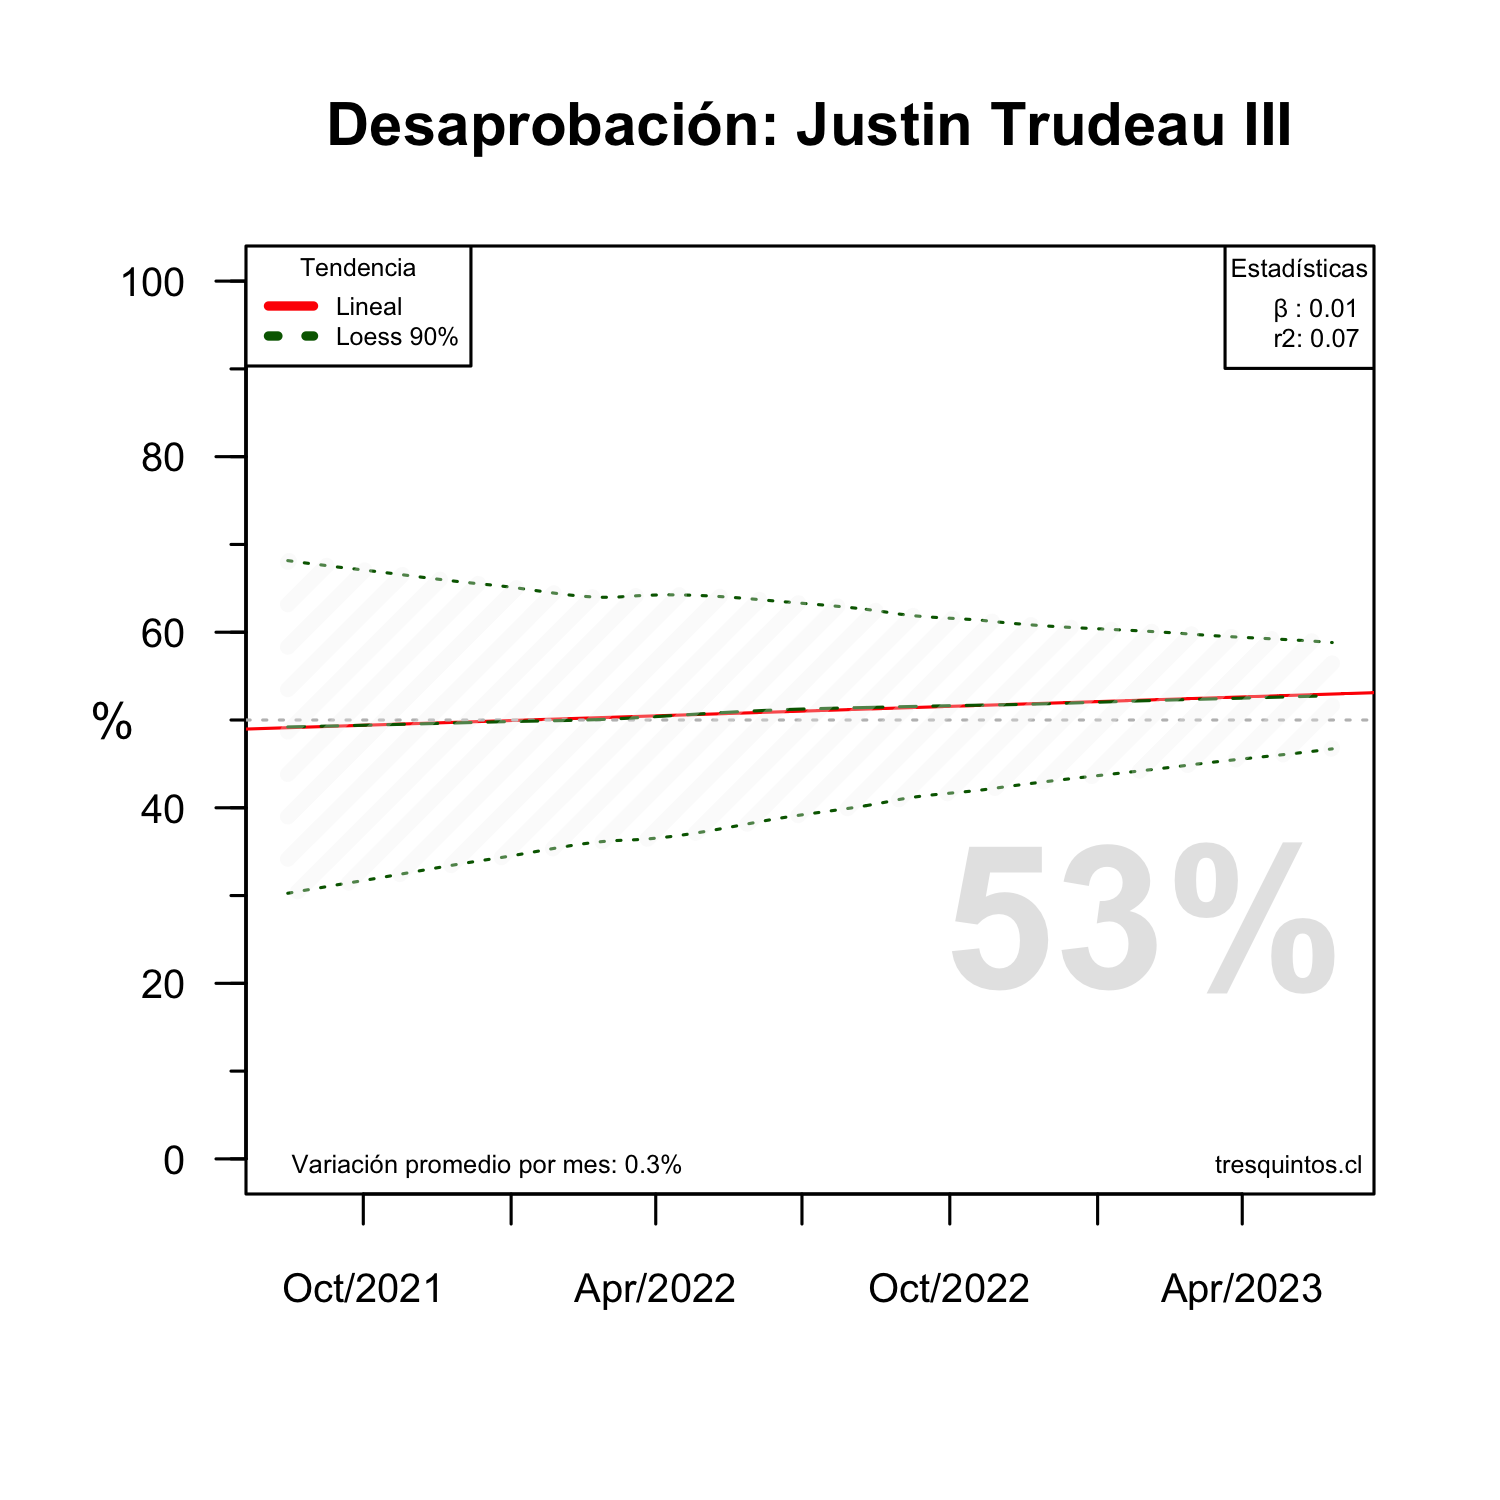 Desaprobación: Justin Trudeau III
Tendencia
Lineal
Loess 90%
Estadísticas
β : 0.01
r2: 0.07
100
80
60
%
40
20
0
53%
Variación promedio por mes: 0.3%
tresquintos.cl
Oct/2021
Apr/2022
Oct/2022
Apr/2023